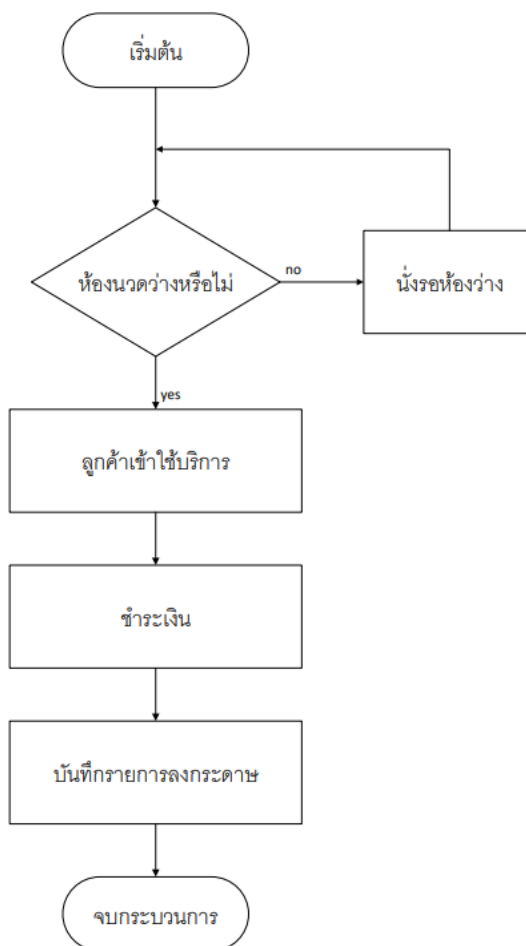 เริ่มต้น
ห้องนวดว่างหรือไม่
no
นั่งรอห้องว่าง
yes
ลูกค้าเข้าใช้บริการ
ชำระเงิน
บันทึกรายการลงกระดาษ
จบกระบวนการ